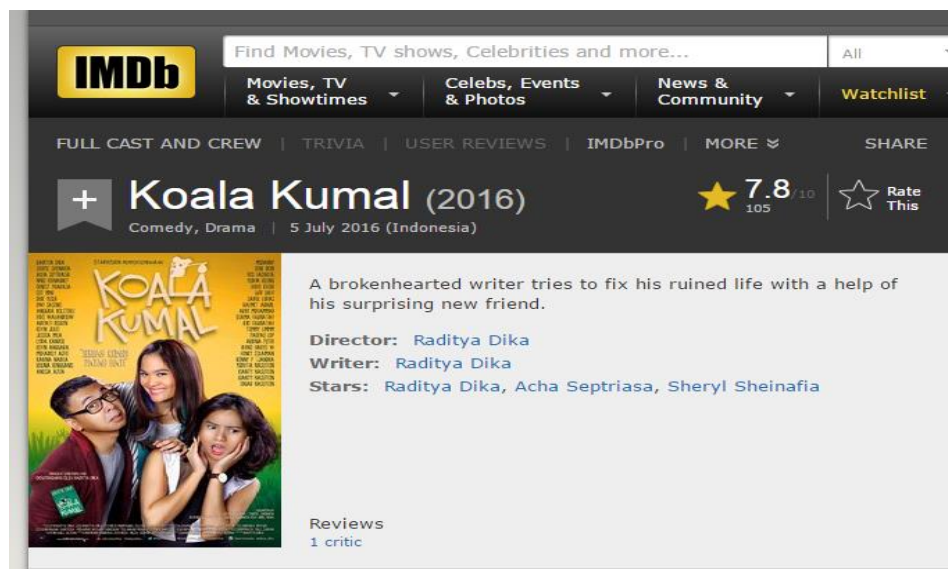 IMDb
Find Movies, TV shows, Celebrities and more...
All
Movies, TV & Showtimes
Celebs, Events & Photos
News & Community
Watchlist
FULL CAST AND CREW | TRIVIA | USER REVIEWS | IMDbPro | MORE
SHARE
+ Koala Kumal (2016)
7.8/10
105
Rate This
Comedy, Drama | 5 July 2016 (Indonesia)
KOALA
KUMAL
A brokenhearted writer tries to fix his ruined life with a help of
his surprising new friend.
Director: Raditya Dika
Writer: Raditya Dika
Stars: Raditya Dika, Acha Septriasa, Sheryl Sheinafia
Reviews
1 critic